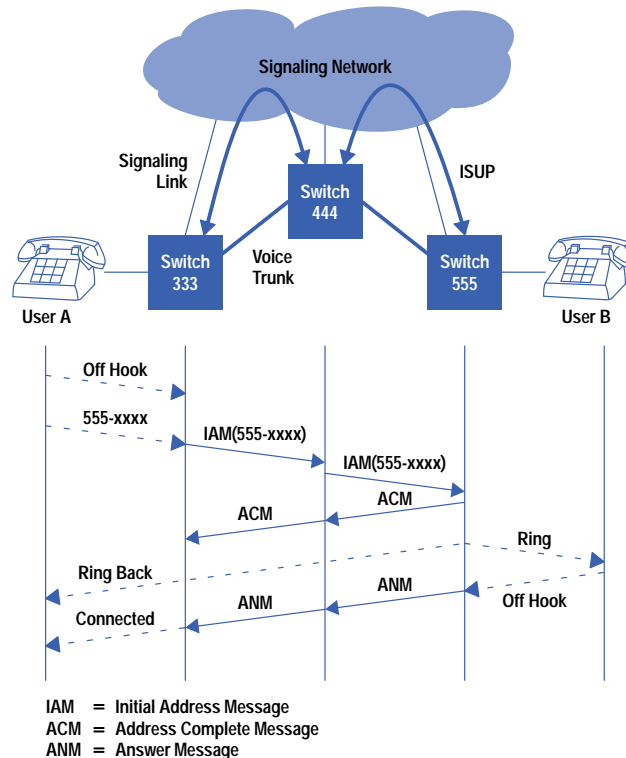 Signaling Network
Signaling
Link
ISUP
Switch
444
Switch
333
Voice
Trunk
Switch
555
User A
User B
Off Hook
555-xxxx
IAM(555-xxxx)
IAM(555-xxxx)
ACM
ACM
Ring
Ring Back
ANM
ANM
Off Hook
Connected
IAM = Initial Address Message
ACM = Address Complete Message
ANM = Answer Message